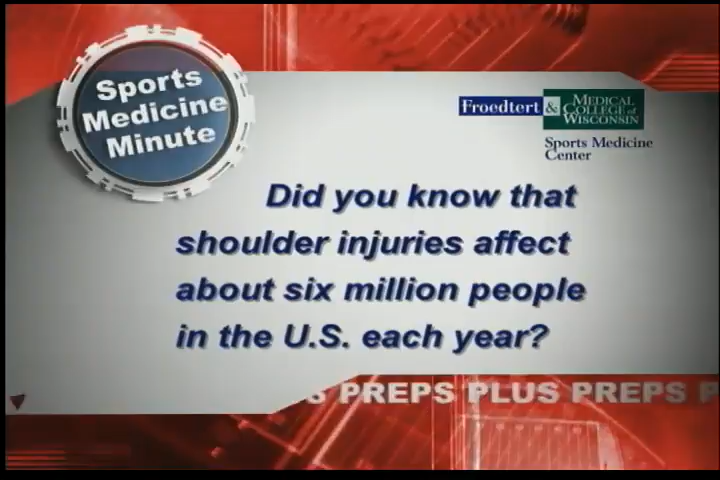 Sports
Medicine
Minute
Froedtert & MEDICAL
COLLEGE of
WISCONSIN
Sports Medicine
Center
Did you know that
shoulder injuries affect
about six million people
in the U.S. each year?
S PREPS PLUS PREPS P